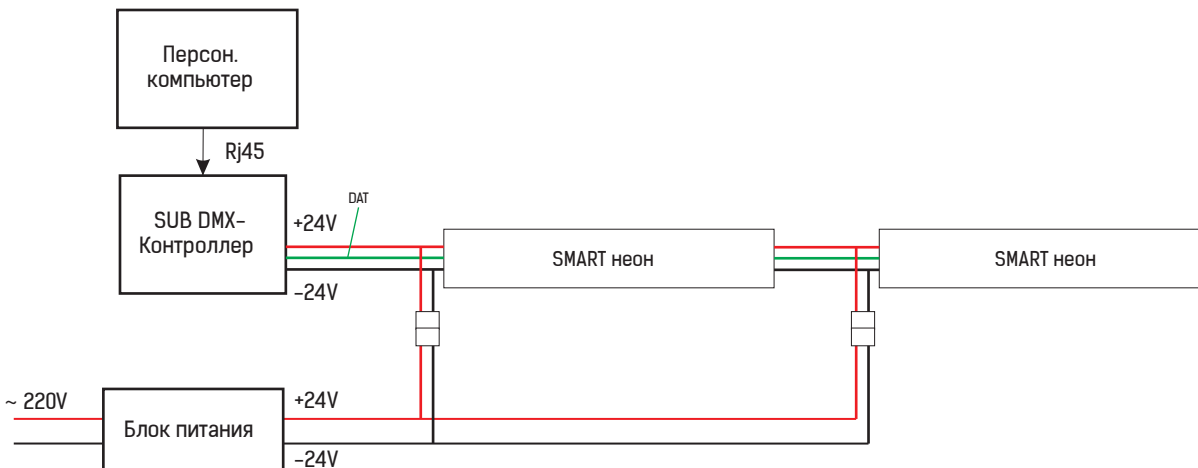 Персон.
компьютер
Rj45
SUB DMX-
Контроллер
+24V
DAT
-24V
SMART неон
SMART неон
~ 220V
Блок питания
+24V
-24V